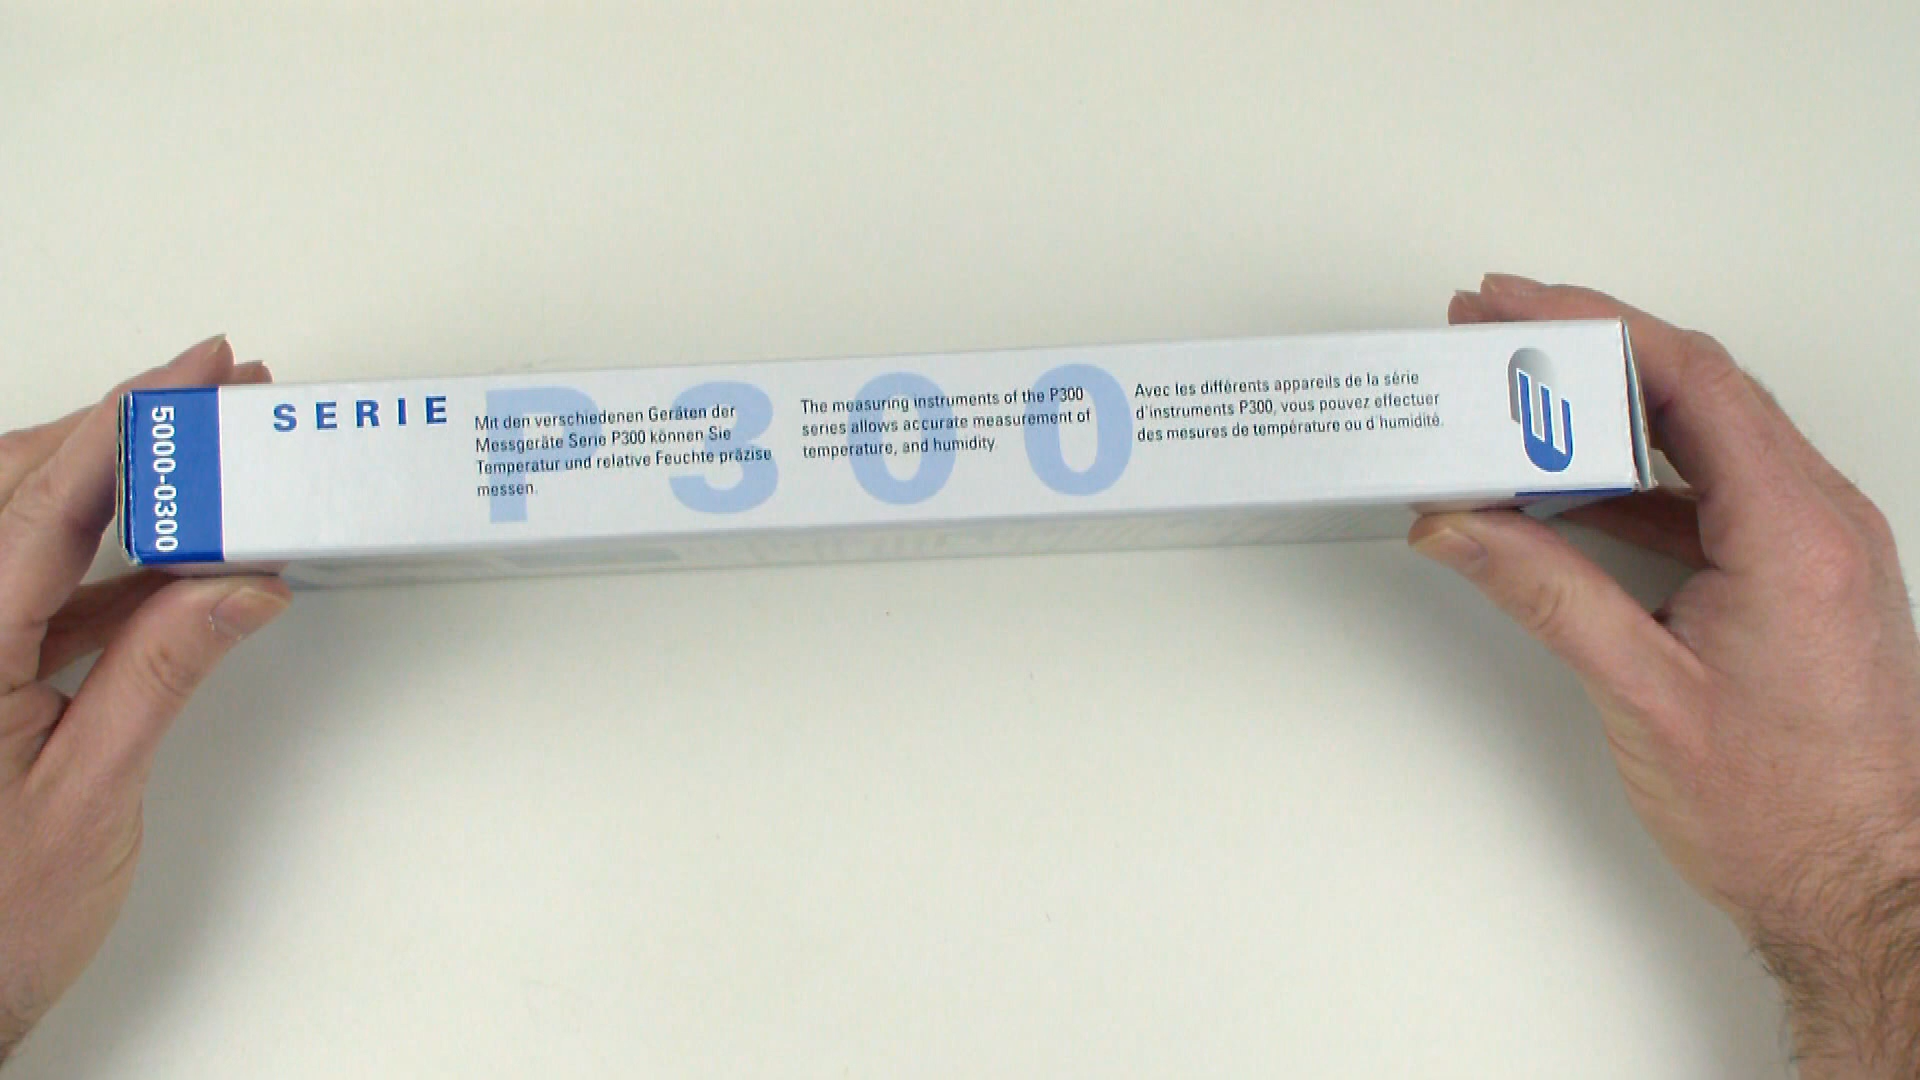 5000-0300
SERIE
P300
Mit den verschiedenen Geräten der
Messgeräte Serie P300 können Sie
Temperatur und relative Feuchte präzise
messen.
The measuring instruments of the P300
series allows accurate measurement of
temperature, and humidity.
Avec les différents appareils de la série
d'instruments P300, vous pouvez effectuer
des mesures de température ou d'humidité.